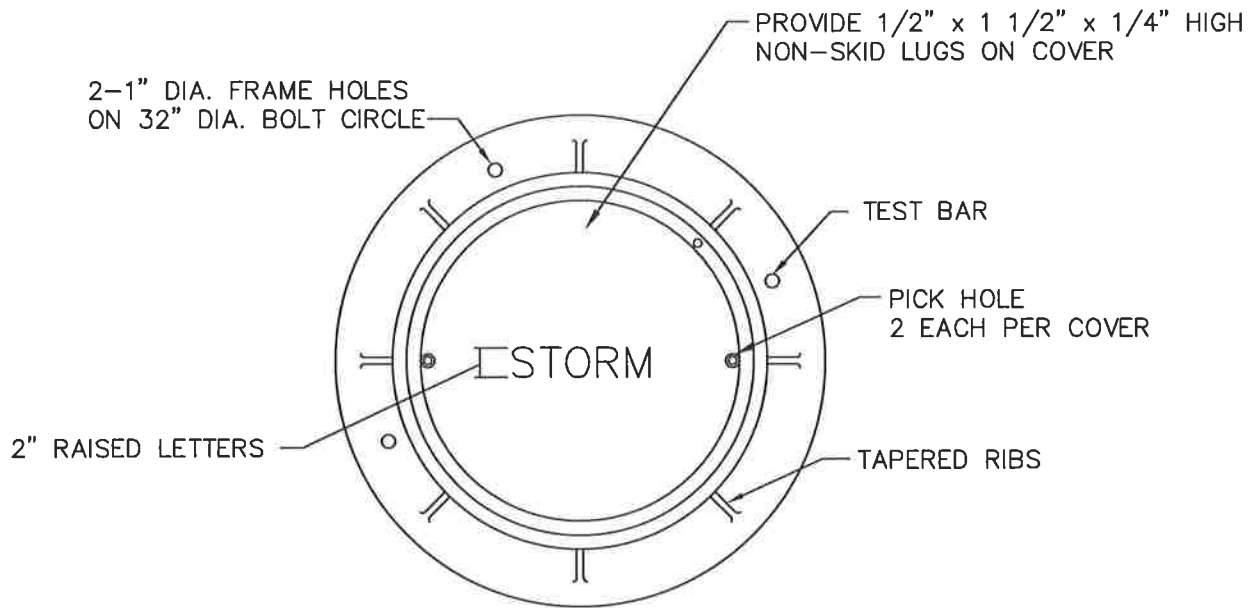 PROVIDE 1/2" x 1 1/2" x 1/4" HIGH
NON-SKID LUGS ON COVER
2-1" DIA. FRAME HOLES
ON 32" DIA. BOLT CIRCLE
TEST BAR
PICK HOLE
2 EACH PER COVER
STORM
2" RAISED LETTERS
TAPERED RIBS